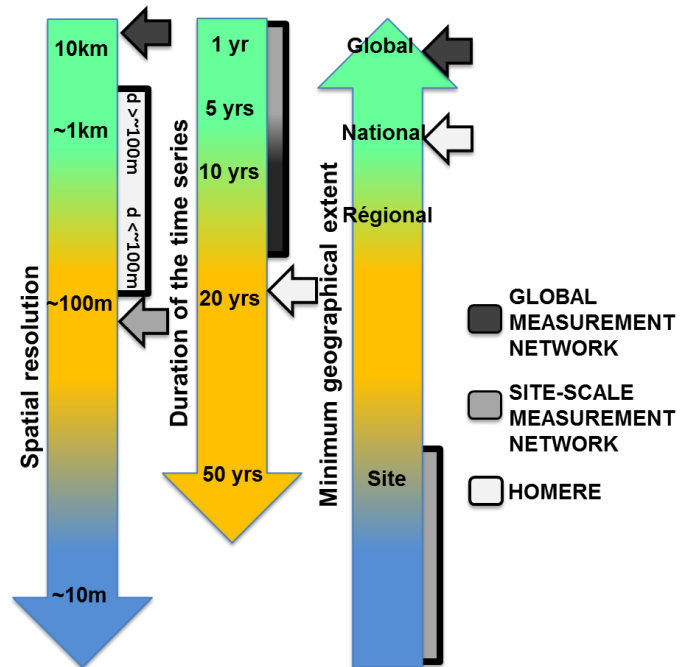 Spatial resolution
10km
~1km
~100m
~10m
d >~100m
d <~100m
Duration of the time series
1 yr
5 yrs
10 yrs
20 yrs
50 yrs
Minimum geographical extent
Global
National
Régional
Site
GLOBAL
MEASUREMENT
NETWORK
SITE-SCALE
MEASUREMENT
NETWORK
HOMERE